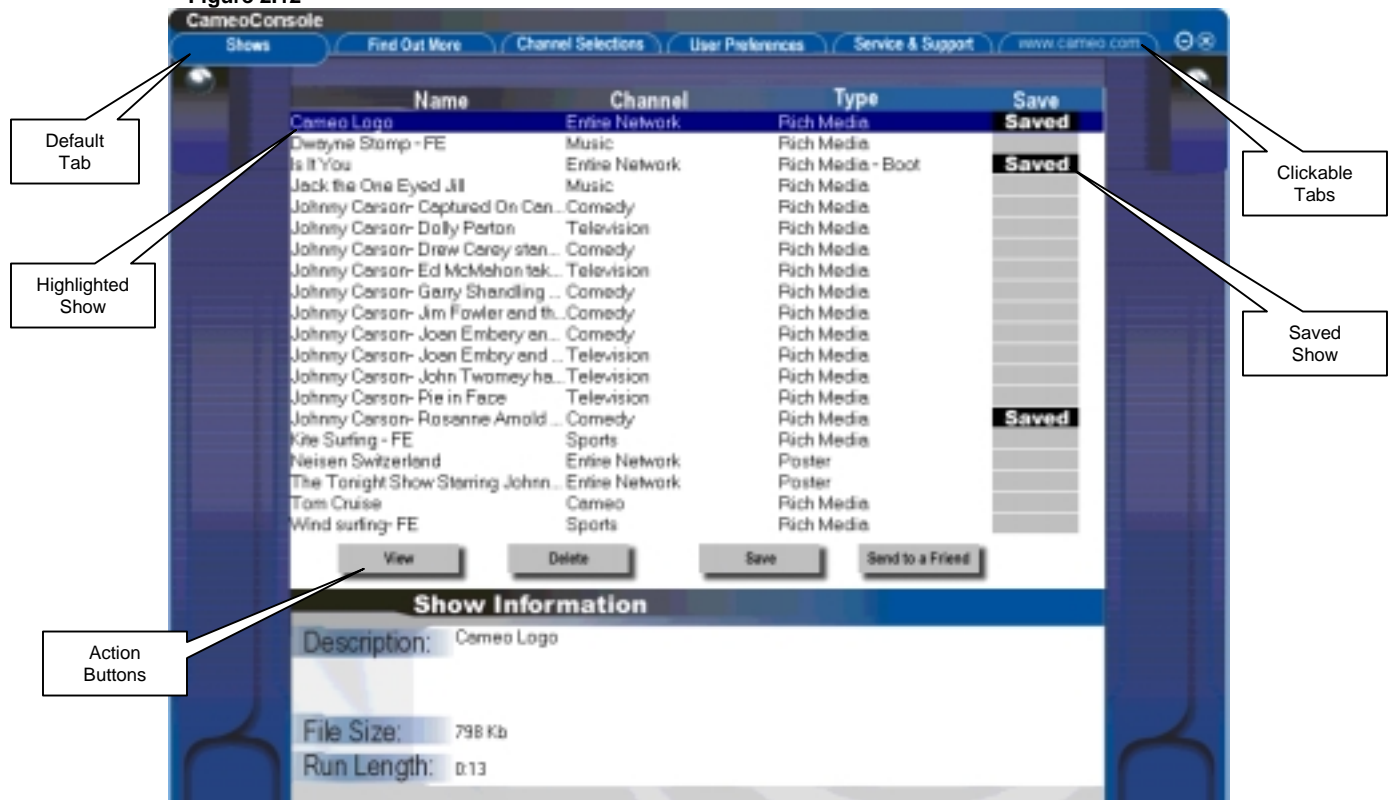 Figure 2.12
CameoConsole
Shows Find Out More Channel Selections User Preferences Service & Support www.cameo.com
Name Channel Type Save
Cameo Logo Entire Network Rich Media Saved
Dwayne Stomp - FE Music Rich Media
Is It You Entire Network Rich Media - Boot Saved
Jack the One Eyed Jill Music Rich Media
Johnny Carson- Captured On Can... Comedy Rich Media
Johnny Carson- Dolly Parton Television Rich Media
Johnny Carson- Drew Carey stan... Comedy Rich Media
Johnny Carson- Ed McMahon tak... Television Rich Media
Johnny Carson- Garry Shandling ... Comedy Rich Media
Johnny Carson- Jim Fowler and th... Comedy Rich Media
Johnny Carson- Joan Embery an... Comedy Rich Media
Johnny Carson- Joan Embry and ... Television Rich Media
Johnny Carson- John Twomey ha... Television Rich Media
Johnny Carson- Pie in Face Television Rich Media
Johnny Carson- Rosanne Arnold ... Comedy Rich Media Saved
Kite Surfing - FE Sports Rich Media
Neisen Switzerland Entire Network Poster
The Tonight Show Starring Johnn... Entire Network Poster
Tom Cruise Cameo Rich Media
Wind surfing- FE Sports Rich Media
View Delete Save Send to a Friend
Show Information
Description: Cameo Logo
File Size: 798 Kb
Run Length: 0:13
Default
Tab
Highlighted
Show
Action
Buttons
Clickable
Tabs
Saved
Show